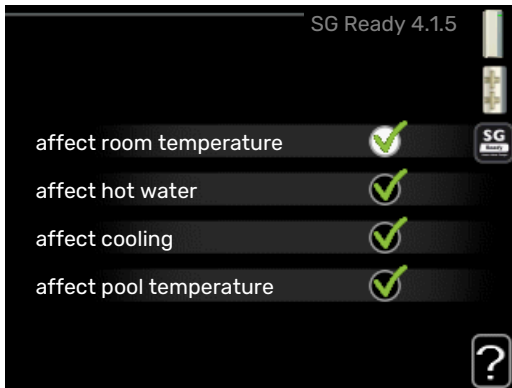 SG Ready 4.1.5
affect room temperature
SG
Ready
affect hot water
affect cooling
affect pool temperature
?